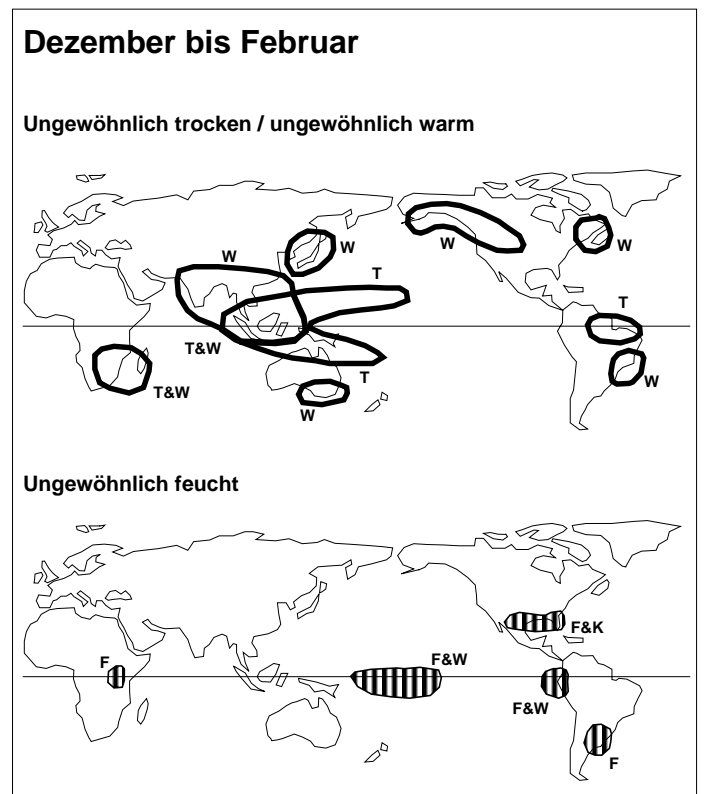 Dezember bis Februar
Ungewöhnlich trocken / ungewöhnlich warm
W
W
W
W
T
T
T&W
T
T&W
W
W
Ungewöhnlich feucht
F&K
F
F&W
F&W
F